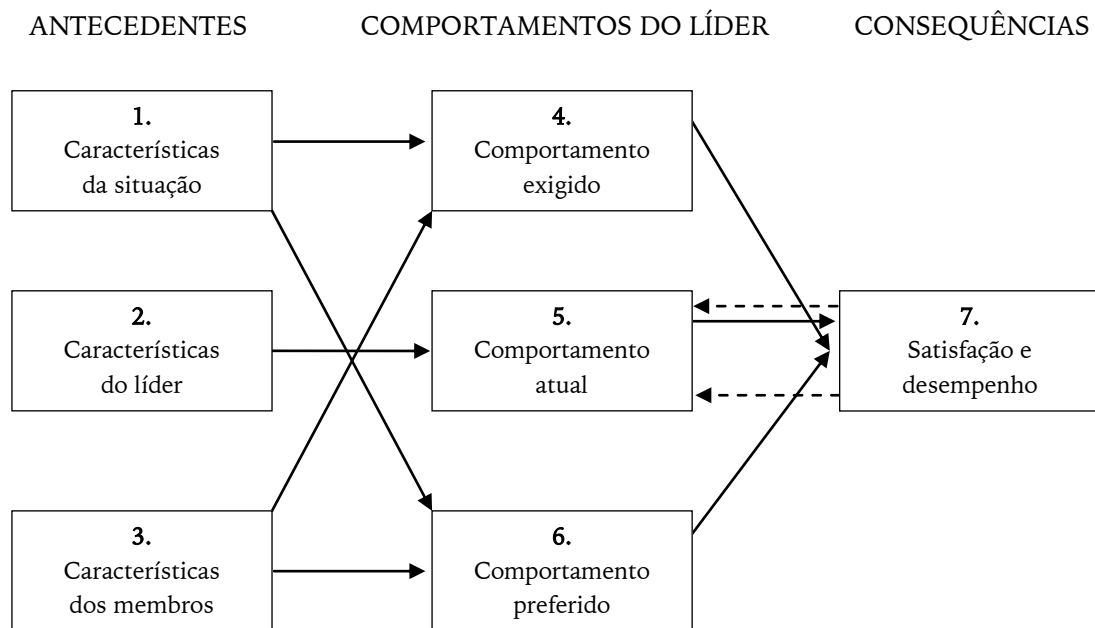 ANTECEDENTES
COMPORTAMENTOS DO LÍDER
CONSEQUÊNCIAS
1.
Características
da situação
4.
Comportamento
exigido
2.
Características
do líder
5.
Comportamento
atual
7.
Satisfação e
desempenho
3.
Características
dos membros
6.
Comportamento
preferido